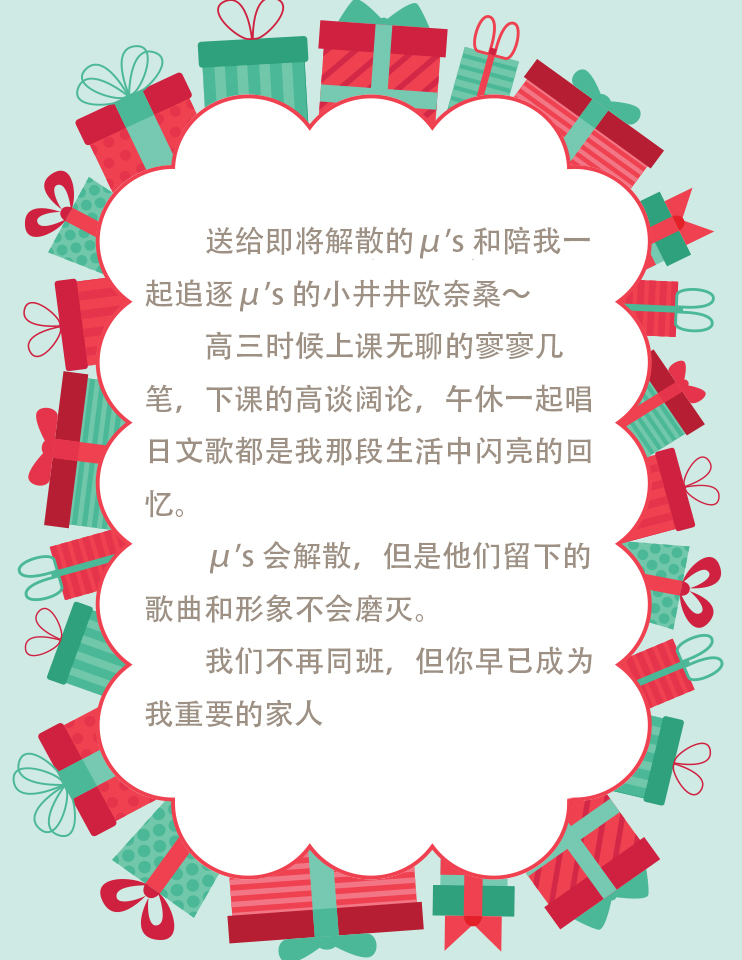 送给即将解散的μ's和陪我一
起追逐μ's的小井井欧奈桑～
高三时候上课无聊的寥寥几
笔，下课的高谈阔论，午休一起唱
日文歌都是我那段生活中闪亮的回
忆。
μ's会解散，但是他们留下的
歌曲和形象不会磨灭。
我们不再同班，但你早已成为
我重要的家人